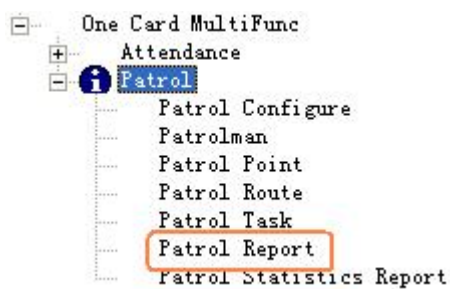 One Card MultiFunc
Attendance
Patrol
Patrol Configure
Patrolman
Patrol Point
Patrol Route
Patrol Task
Patrol Report
Patrol Statistics Report